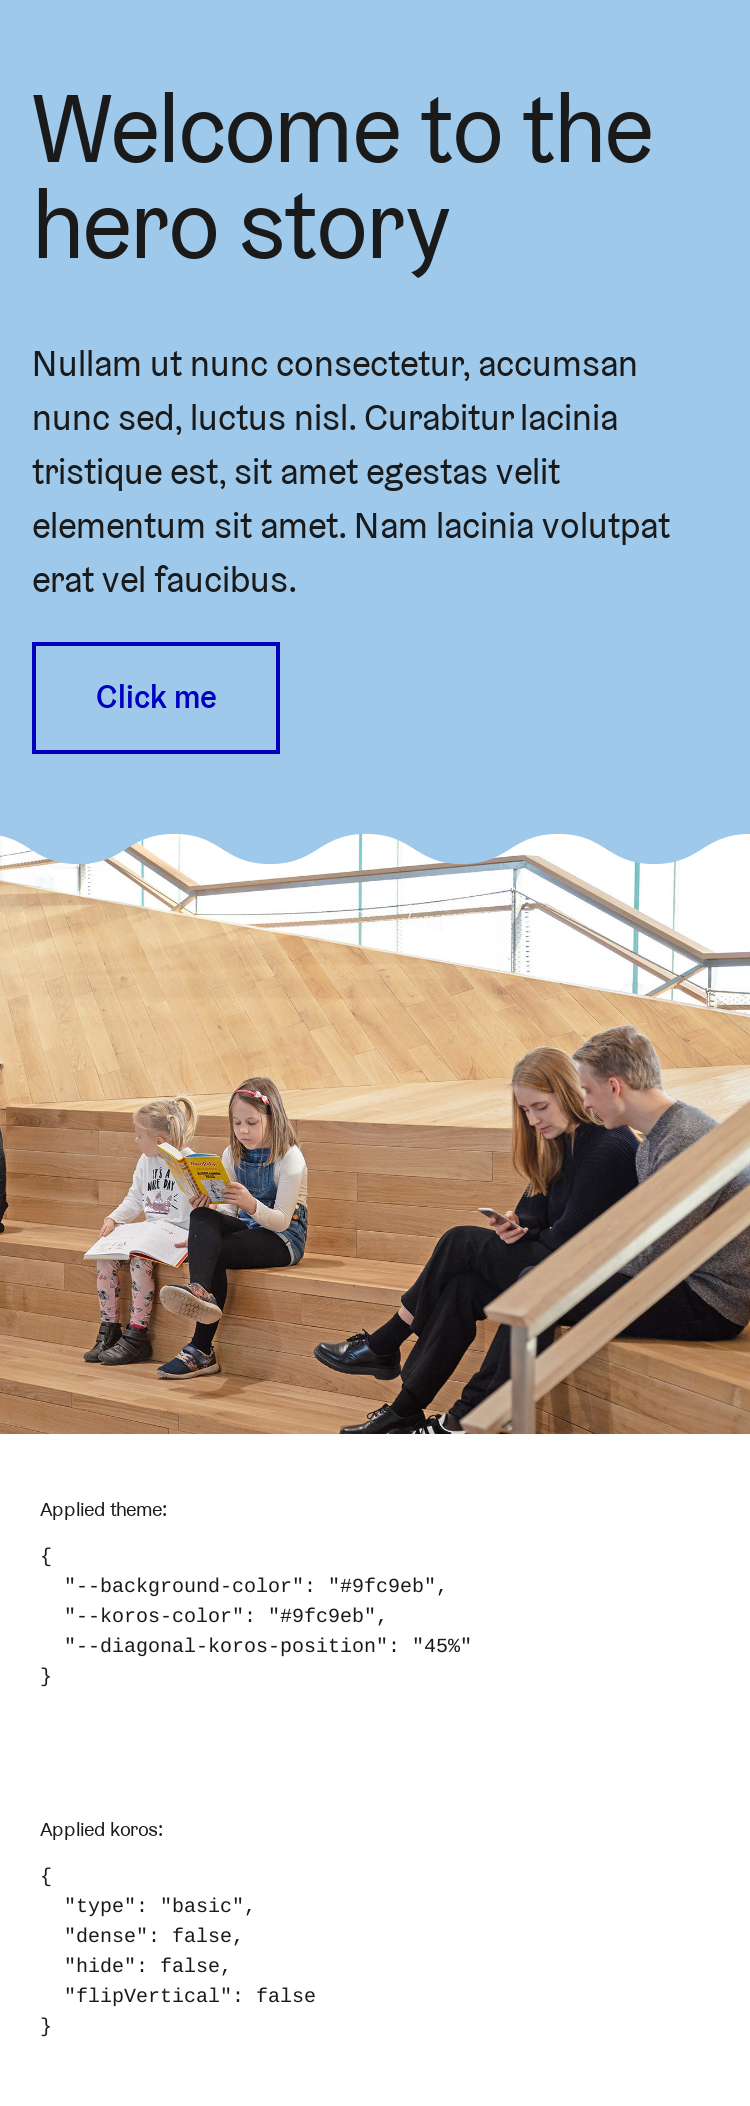 Welcome to the
hero story
Nullam ut nunc consectetur, accumsan
nunc sed, luctus nisl. Curabitur lacinia
tristique est, sit amet egestas velit
elementum sit amet. Nam lacinia volutpat
erat vel faucibus.
Click me
IT'S A
NICE DAY
Applied theme:
{
  "--background-color": "#9fc9eb",
  "--koros-color": "#9fc9eb",
  "--diagonal-koros-position": "45%"
}
Applied koros:
{
  "type": "basic",
  "dense": false,
  "hide": false,
  "flipVertical": false
}